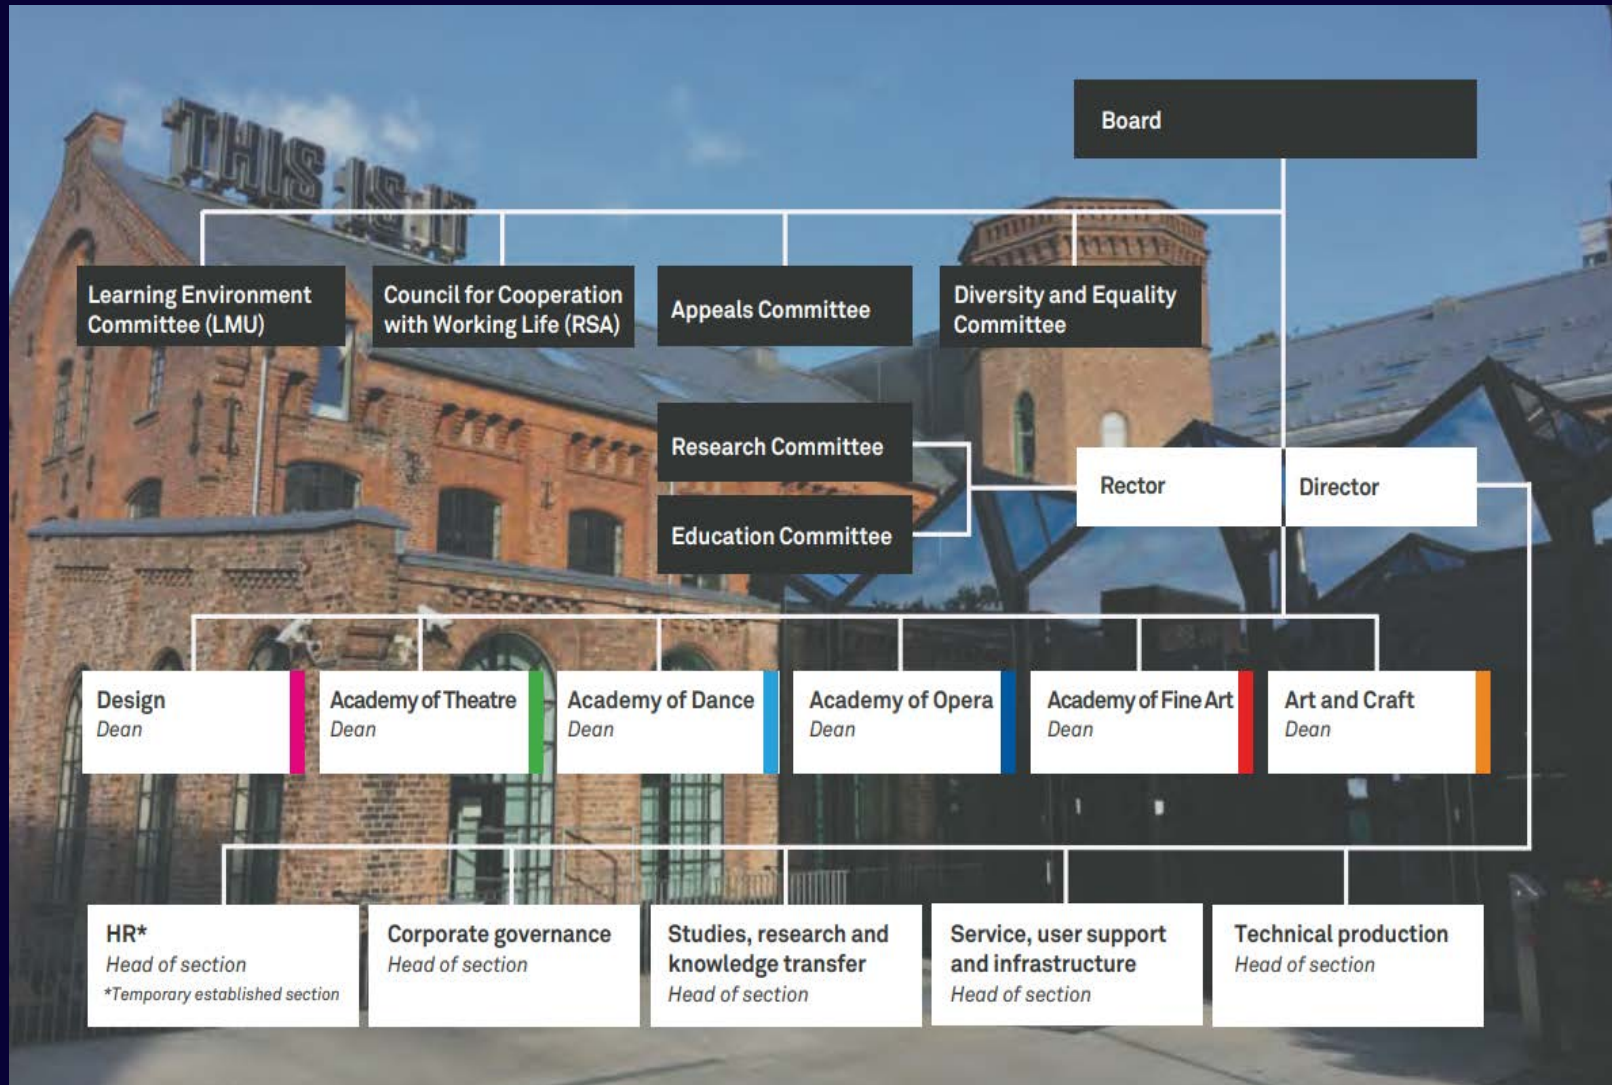 THIS IS IT
Board
Learning Environment
Committee (LMU)
Council for Cooperation
with Working Life (RSA)
Appeals Committee
Diversity and Equality
Committee
Research Committee
Education Committee
Rector
Director
Design
Dean
Academy of Theatre
Dean
Academy of Dance
Dean
Academy of Opera
Dean
Academy of Fine Art
Dean
Art and Craft
Dean
HR*
Head of section
*Temporary established section
Corporate governance
Head of section
Studies, research and
knowledge transfer
Head of section
Service, user support
and infrastructure
Head of section
Technical production
Head of section